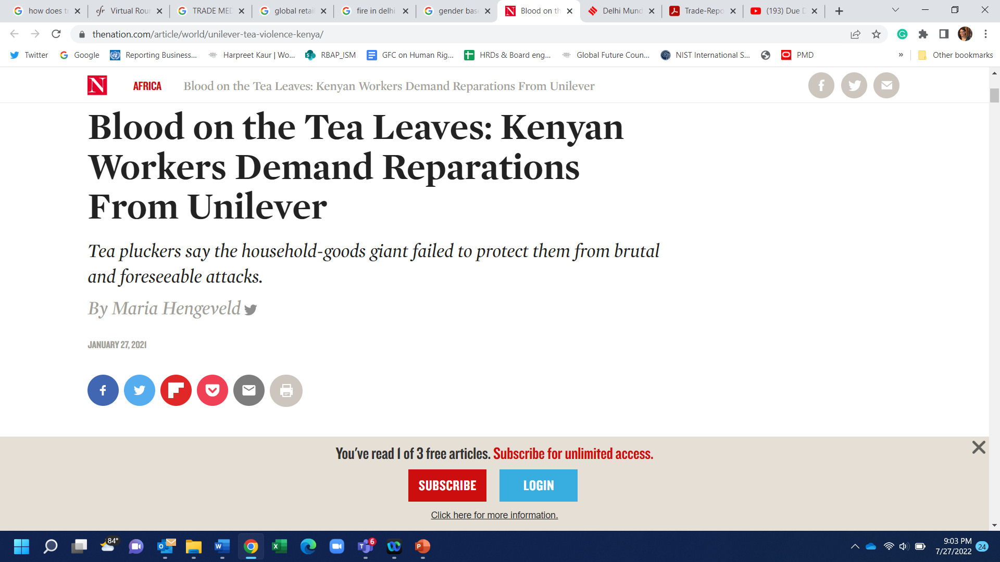 how does t
Virtual Rour
TRADE MED
global retail
fire in delhi
gender bas
Blood on th
Delhi Mund
Trade-Repo
(193) Due D
thenation.com/article/world/unilever-tea-violence-kenya/
Twitter
Google
Reporting Business...
Harpreet Kaur | Wo...
RBAP_ISM
GFC on Human Rig...
HRDs & Board eng...
Global Future Coun...
NIST International S...
PMD
»
Other bookmarks
N
AFRICA
Blood on the Tea Leaves: Kenyan Workers Demand Reparations From Unilever
Blood on the Tea Leaves: Kenyan
Workers Demand Reparations
From Unilever
Tea pluckers say the household-goods giant failed to protect them from brutal
and foreseeable attacks.
By Maria Hengeveld
JANUARY 27, 2021
You've read 1 of 3 free articles. Subscribe for unlimited access.
SUBSCRIBE
LOGIN
Click here for more information.
84°
6
9:03 PM
7/27/2022
24